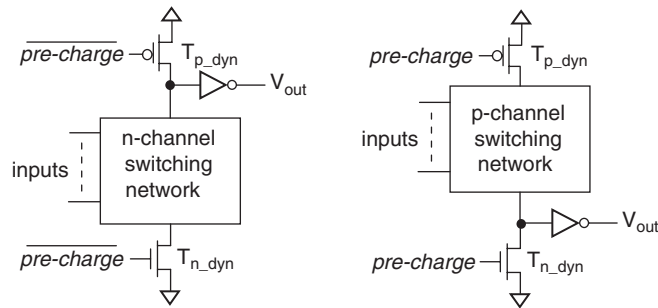 pre-charge
T_p_dyn
V_out
n-channel
switching
network
inputs
pre-charge
T_n_dyn
pre-charge
T_p_dyn
p-channel
switching
network
inputs
V_out
pre-charge
T_n_dyn